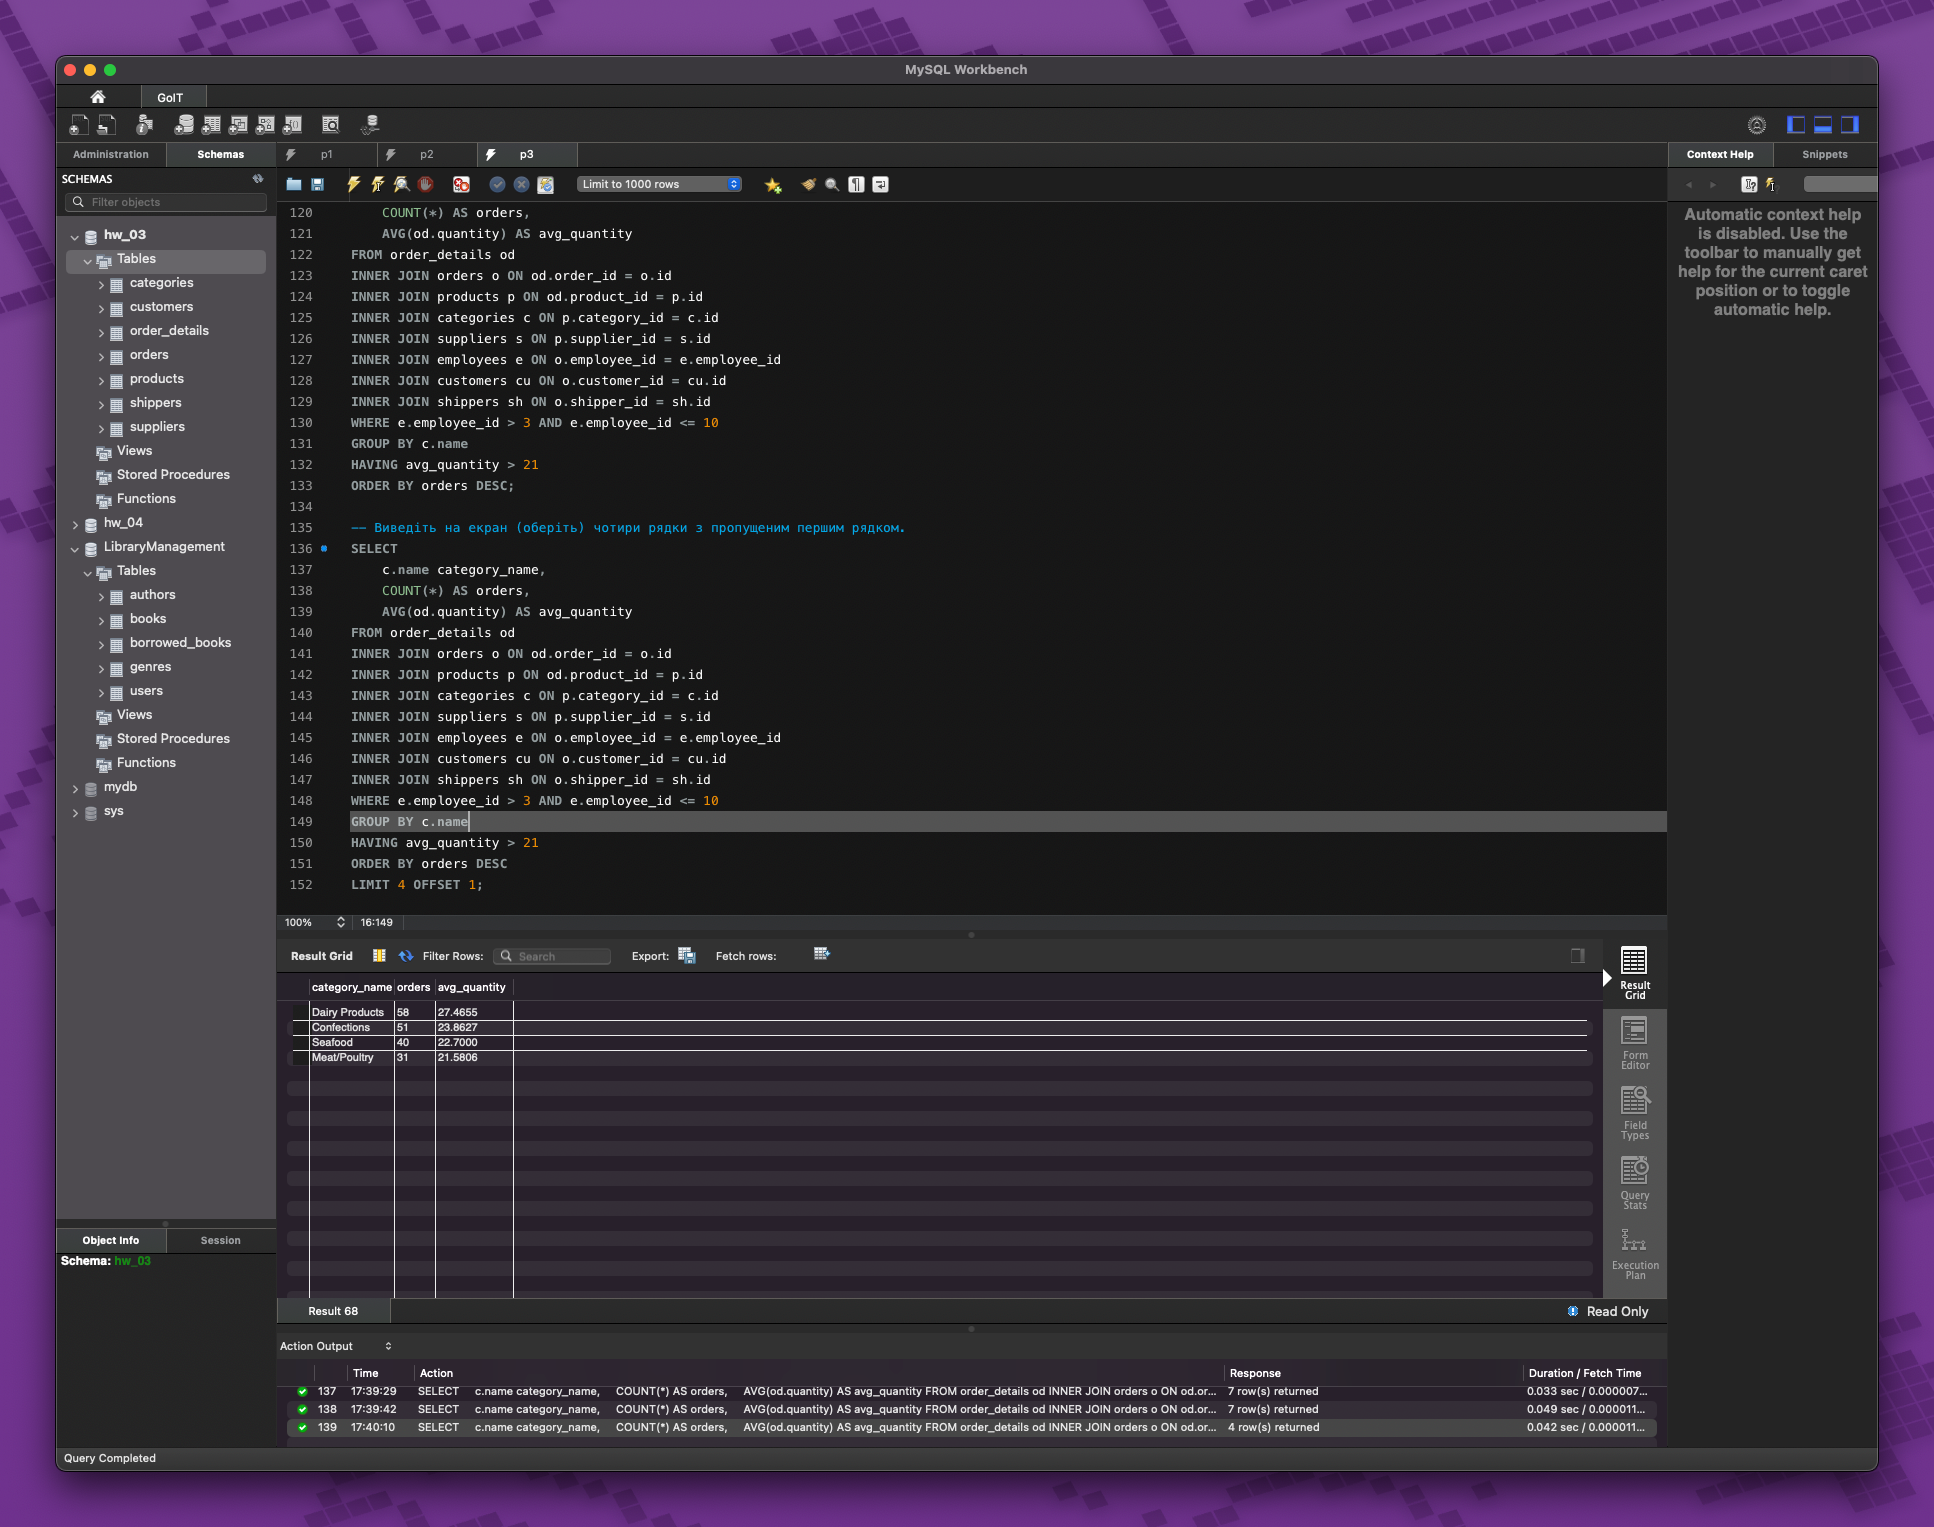 MySQL Workbench
GoIT
Administration
Schemas
p1
p2
p3
Context Help
Snippets
SCHEMAS
Filter objects
Limit to 1000 rows
hw_03
Tables
categories
customers
order_details
orders
products
shippers
suppliers
Views
Stored Procedures
Functions
hw_04
LibraryManagement
Tables
authors
books
borrowed_books
genres
users
Views
Stored Procedures
Functions
mydb
sys
Object Info
Session
Schema: hw_03
120 COUNT(*) AS orders,
121 AVG(od.quantity) AS avg_quantity
122 FROM order_details od
123 INNER JOIN orders o ON od.order_id = o.id
124 INNER JOIN products p ON od.product_id = p.id
125 INNER JOIN categories c ON p.category_id = c.id
126 INNER JOIN suppliers s ON p.supplier_id = s.id
127 INNER JOIN employees e ON o.employee_id = e.employee_id
128 INNER JOIN customers cu ON o.customer_id = cu.id
129 INNER JOIN shippers sh ON o.shipper_id = sh.id
130 WHERE e.employee_id > 3 AND e.employee_id <= 10
131 GROUP BY c.name
132 HAVING avg_quantity > 21
133 ORDER BY orders DESC;
134
135 -- Виведіть на екран (оберіть) чотири рядки з пропущеним першим рядком.
136 SELECT
137 c.name category_name,
138 COUNT(*) AS orders,
139 AVG(od.quantity) AS avg_quantity
140 FROM order_details od
141 INNER JOIN orders o ON od.order_id = o.id
142 INNER JOIN products p ON od.product_id = p.id
143 INNER JOIN categories c ON p.category_id = c.id
144 INNER JOIN suppliers s ON p.supplier_id = s.id
145 INNER JOIN employees e ON o.employee_id = e.employee_id
146 INNER JOIN customers cu ON o.customer_id = cu.id
147 INNER JOIN shippers sh ON o.shipper_id = sh.id
148 WHERE e.employee_id > 3 AND e.employee_id <= 10
149 GROUP BY c.name
150 HAVING avg_quantity > 21
151 ORDER BY orders DESC
152 LIMIT 4 OFFSET 1;
100% 16:149
Automatic context help
is disabled. Use the
toolbar to manually get
help for the current caret
position or to toggle
automatic help.
Result Grid Filter Rows: Search Export: Fetch rows:
category_name orders avg_quantity
Dairy Products 58 27.4655
Confections 51 23.8627
Seafood 40 22.7000
Meat/Poultry 31 21.5806
Result
Grid
Form
Editor
Field
Types
Query
Stats
Execution
Plan
Result 68
Read Only
Action Output
Time Action Response Duration / Fetch Time
137 17:39:29 SELECT c.name category_name, COUNT(*) AS orders, AVG(od.quantity) AS avg_quantity FROM order_details od INNER JOIN orders o ON od.or... 7 row(s) returned 0.033 sec / 0.000007...
138 17:39:42 SELECT c.name category_name, COUNT(*) AS orders, AVG(od.quantity) AS avg_quantity FROM order_details od INNER JOIN orders o ON od.or... 7 row(s) returned 0.049 sec / 0.000011...
139 17:40:10 SELECT c.name category_name, COUNT(*) AS orders, AVG(od.quantity) AS avg_quantity FROM order_details od INNER JOIN orders o ON od.or... 4 row(s) returned 0.042 sec / 0.000011...
Query Completed